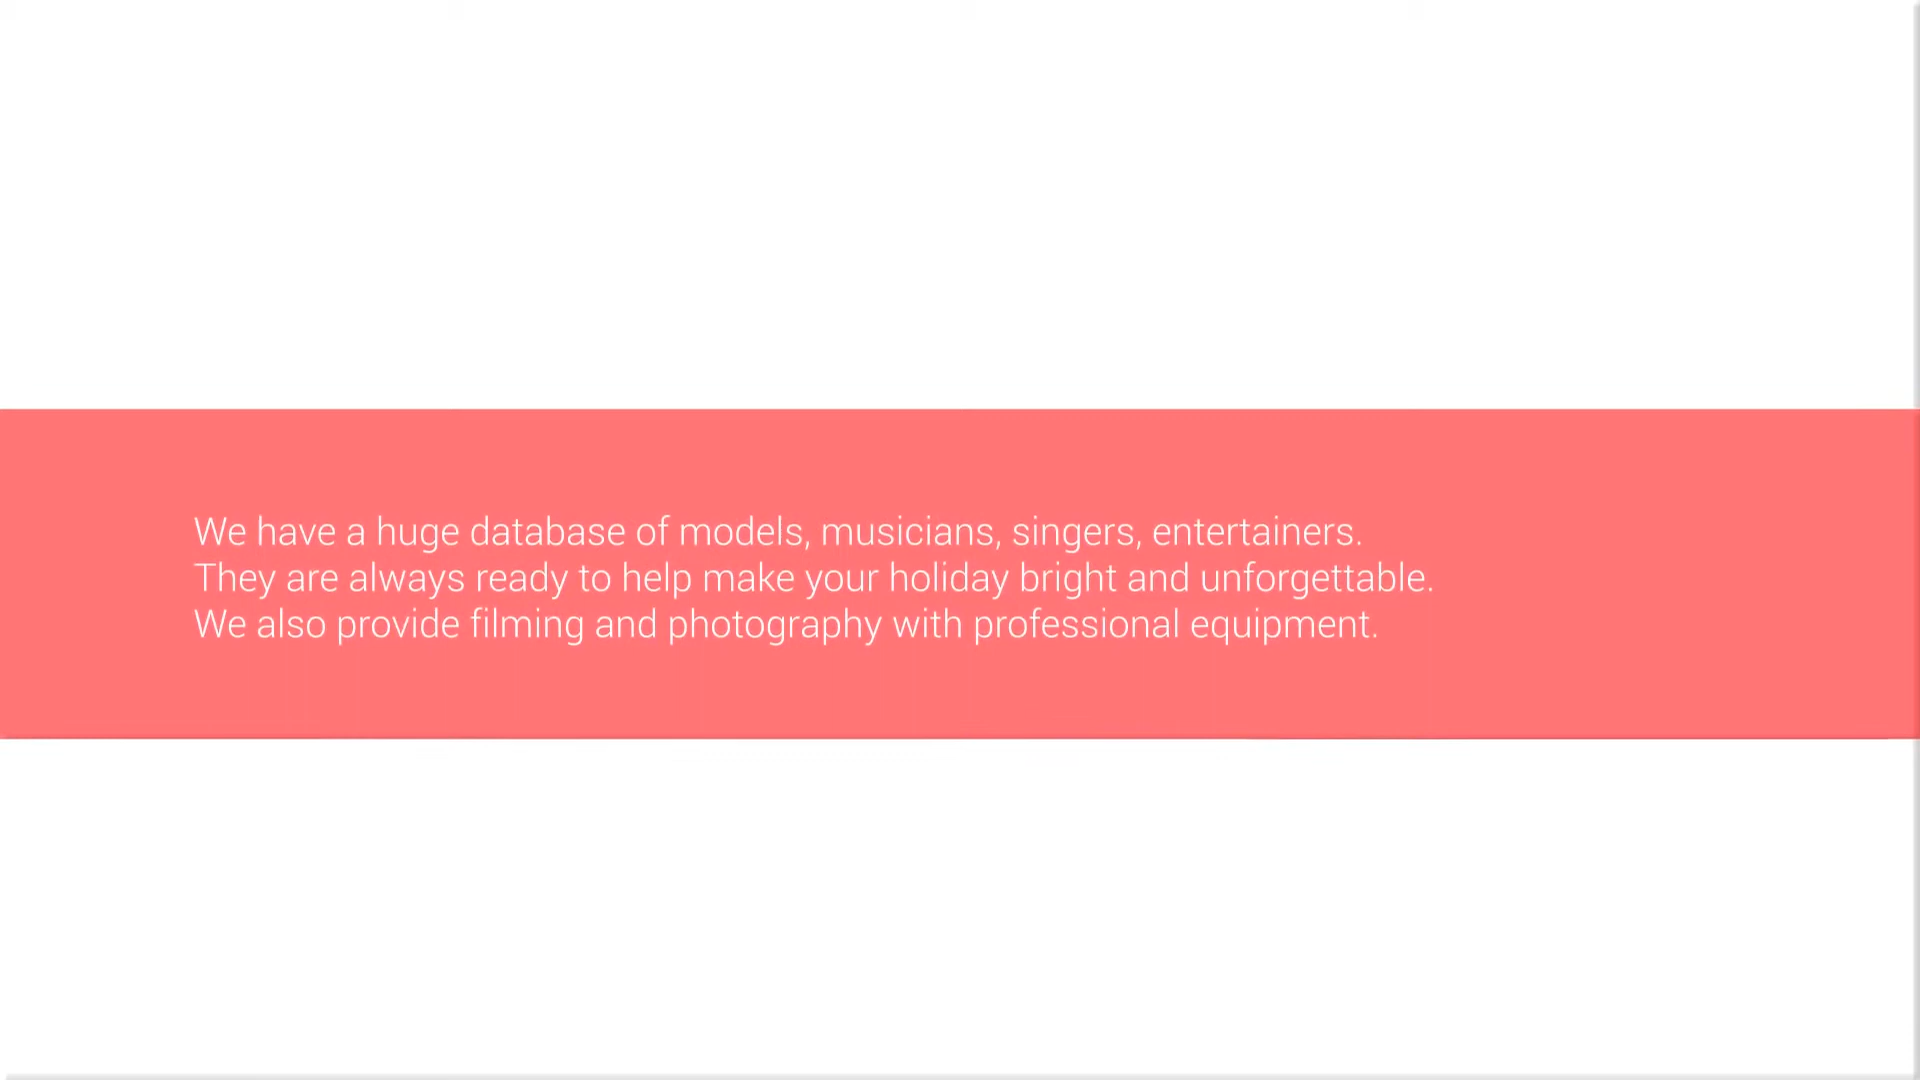 We have a huge database of models, musicians, singers, entertainers.
They are always ready to help make your holiday bright and unforgettable.
We also provide filming and photography with professional equipment.